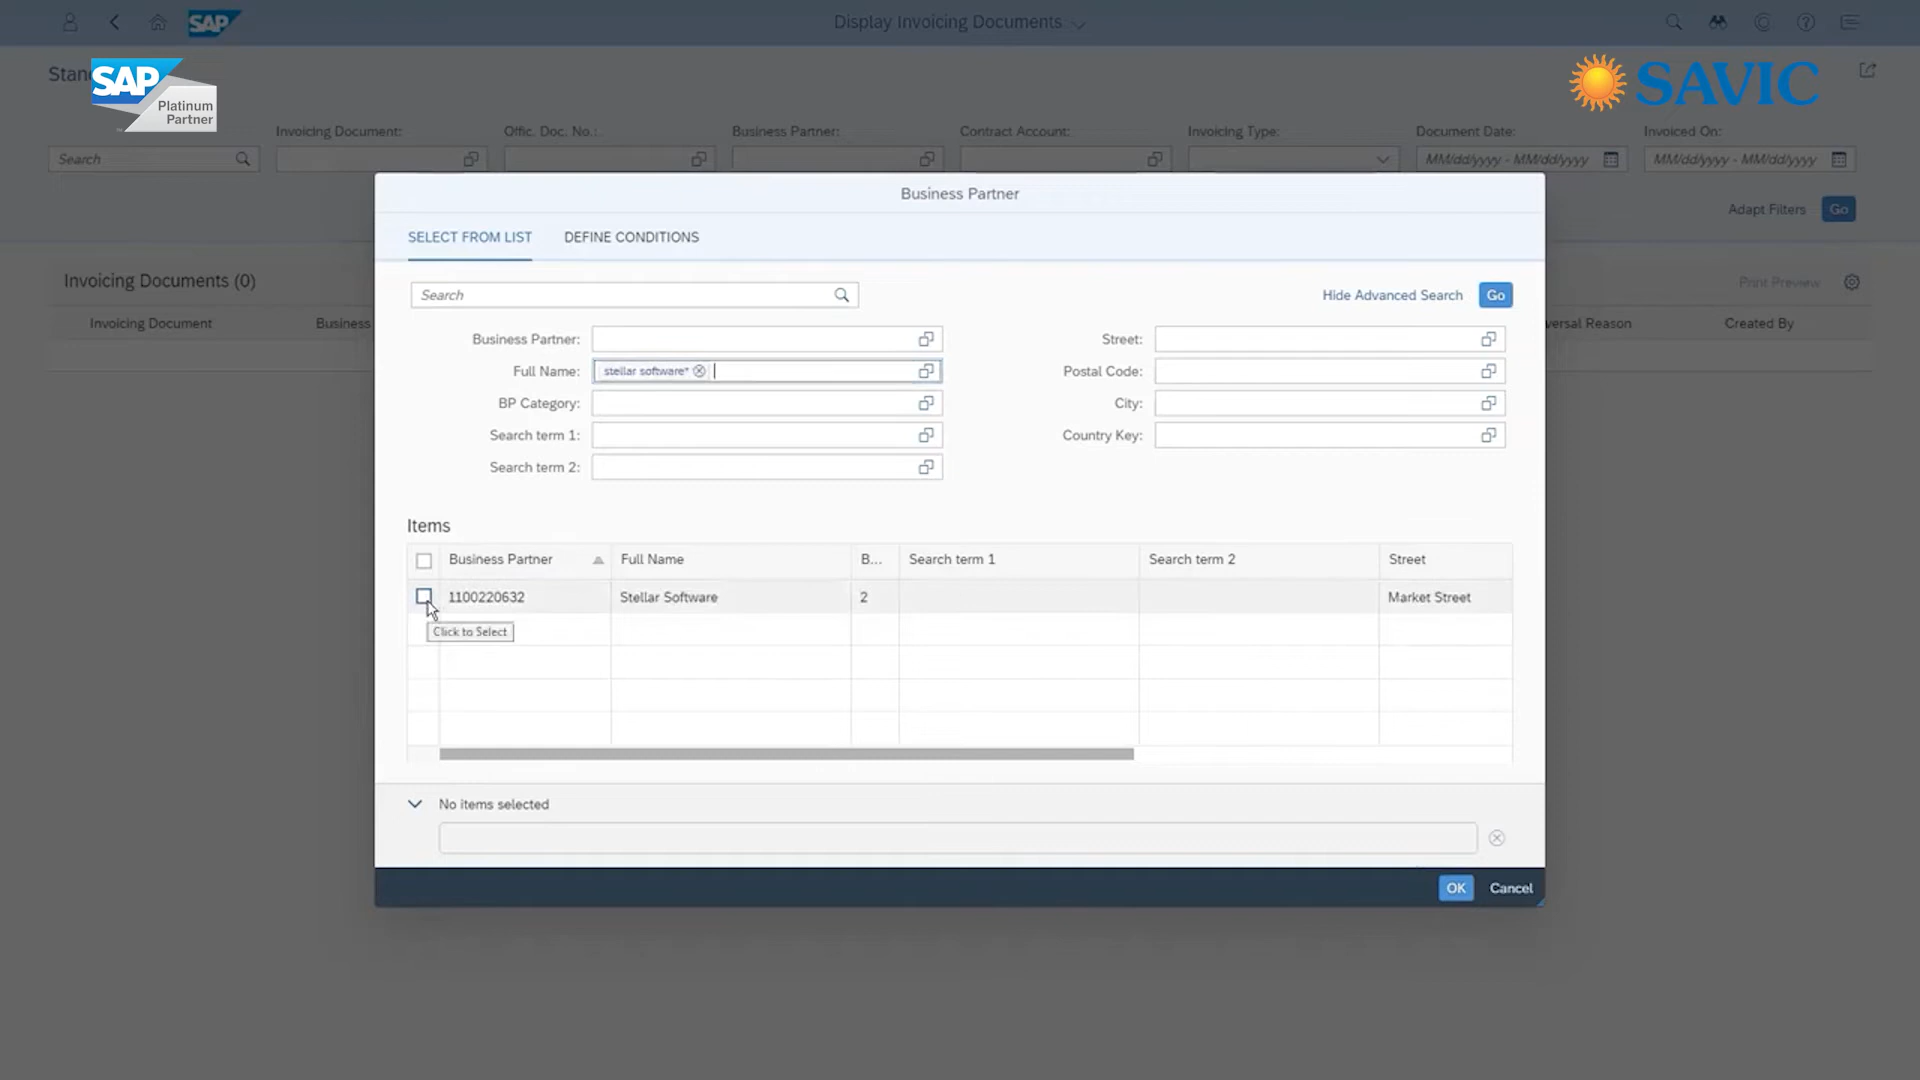 SAP
Display Invoicing Documents
Stan
SAP
Platinum
Partner
SAVIC
Invoicing Document:
Offic. Doc. No.:
Business Partner:
Contract Account:
Invoicing Type:
Document Date:
Invoiced On:
Search
MM/dd/yyyy - MM/dd/yyyy
MM/dd/yyyy - MM/dd/yyyy
Adapt Filters
Go
Invoicing Documents (0)
Print Preview
Invoicing Document
Business
versal Reason
Created By
Business Partner
SELECT FROM LIST
DEFINE CONDITIONS
Search
Hide Advanced Search
Go
Business Partner:
Street:
Full Name:
stellar software*
Postal Code:
BP Category:
City:
Search term 1:
Country Key:
Search term 2:
Items
Business Partner
Full Name
B...
Search term 1
Search term 2
Street
1100220632
Stellar Software
2
Market Street
Click to Select
No items selected
OK
Cancel